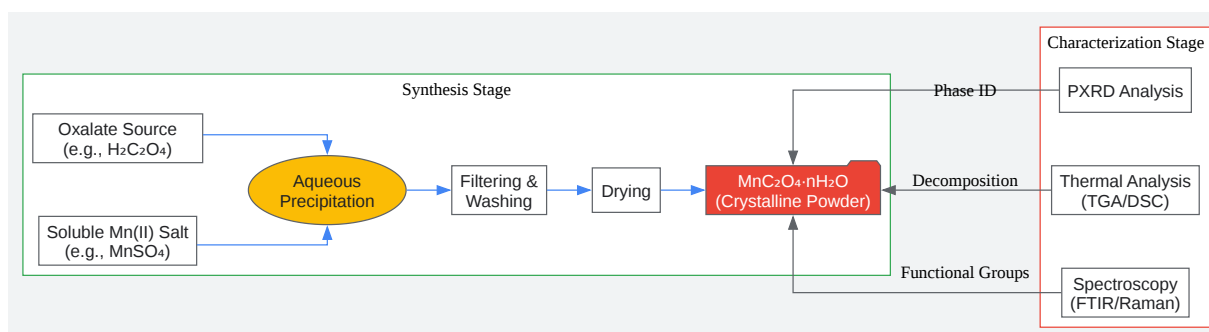 Characterization Stage
Synthesis Stage
Phase ID
PXRD Analysis
Oxalate Source
(e.g., H₂C₂O₄)
Aqueous
Precipitation
Filtering &
Washing
Drying
MnC₂O₄·nH₂O
(Crystalline Powder)
Decomposition
Thermal Analysis
(TGA/DSC)
Soluble Mn(II) Salt
(e.g., MnSO₄)
Functional Groups
Spectroscopy
(FTIR/Raman)